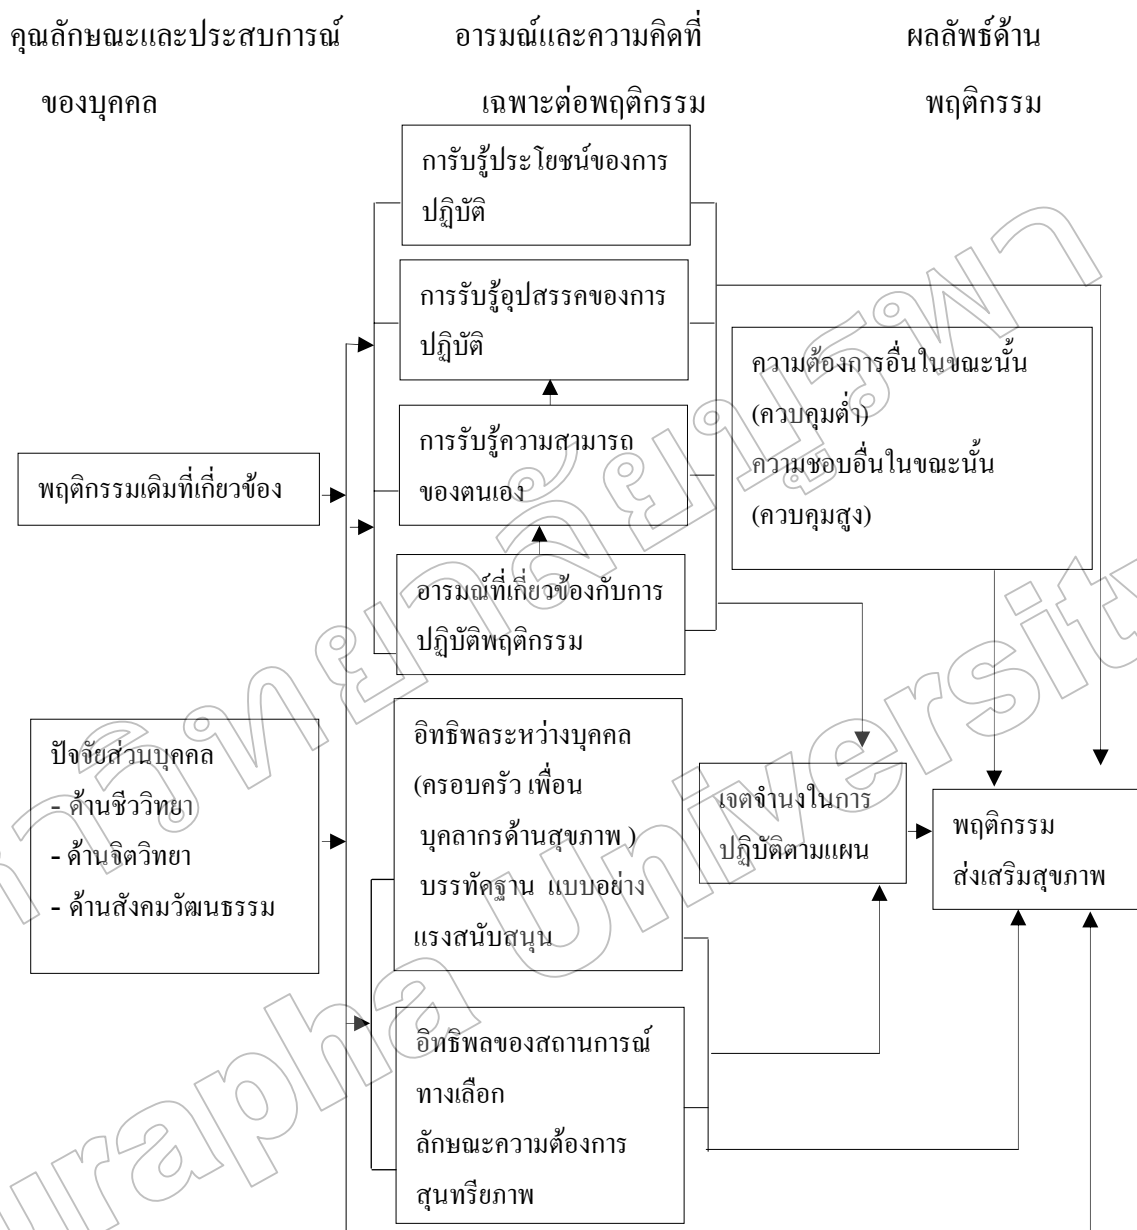 คุณลักษณะและประสบการณ์
ของบุคคล
อารมณ์และความคิดที่
เฉพาะต่อพฤติกรรม
ผลลัพธ์ด้าน
พฤติกรรม
การับรู้ประโยชน์ของการ
ปฏิบัติ
การรับรู้อุปสรรคของการ
ปฏิบัติ
การรับรู้ความสามารถ
ของตนเอง
อารมณ์ที่เกี่ยวข้องกับการ
ปฏิบัติพฤติกรรม
ความต้องการอื่นในขณะนั้น
(ควบคุมต่ำ)
ความชอบอื่นในขณะนั้น
(ควบคุมสูง)
พฤติกรรมเดิมที่เกี่ยวข้อง
ปัจจัยส่วนบุคคล
- ด้านชีววิทยา
- ด้านจิตวิทยา
- ด้านสังคมวัฒนธรรม
อิทธิพลระหว่างบุคคล
(ครอบครัว เพื่อน
บุคลากรด้านสุขภาพ )
บรรทัดฐาน แบบอย่าง
แรงสนับสนุน
อิทธิพลของสถานการณ์
ทางเลือก
ลักษณะความต้องการ
สุนทรียภาพ
เจตจำนงในการ
ปฏิบัติตามแผน
พฤติกรรม
ส่งเสริมสุขภาพ
หาวิทยาลัยบูรพา
urapha University